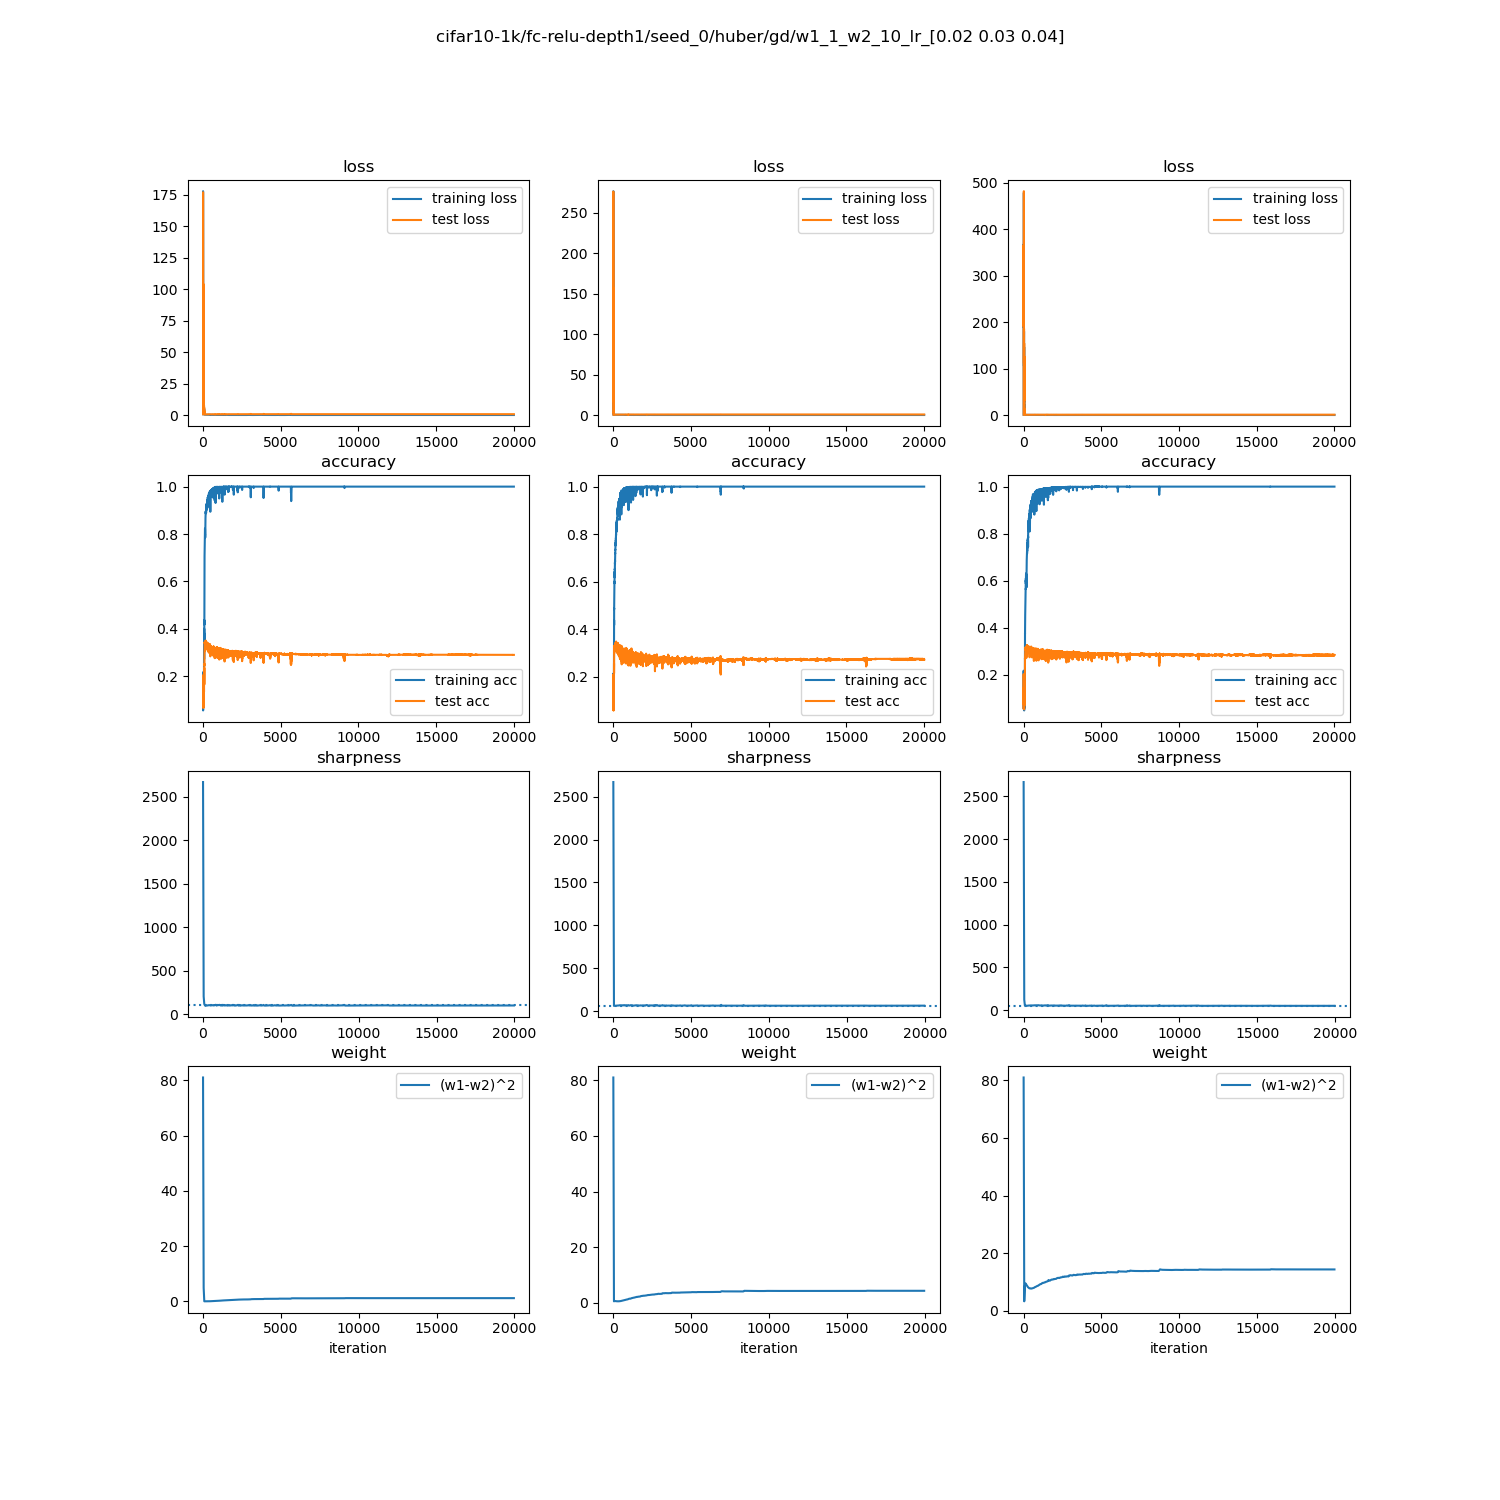 cifar10-1k/fc-relu-depth1/seed_0/huber/gd/w1_1_w2_10_lr_[0.02 0.03 0.04]
loss
175
150
125
100
75
50
25
0
training loss
test loss
0 5000 10000 15000 20000
loss
250
200
150
100
50
0
training loss
test loss
0 5000 10000 15000 20000
loss
500
400
300
200
100
0
training loss
test loss
0 5000 10000 15000 20000
accuracy
1.0
0.8
0.6
0.4
0.2
training acc
test acc
0 5000 10000 15000 20000
accuracy
1.0
0.8
0.6
0.4
0.2
training acc
test acc
0 5000 10000 15000 20000
accuracy
1.0
0.8
0.6
0.4
0.2
training acc
test acc
0 5000 10000 15000 20000
sharpness
2500
2000
1500
1000
500
0
0 5000 10000 15000 20000
sharpness
2500
2000
1500
1000
500
0
0 5000 10000 15000 20000
sharpness
2500
2000
1500
1000
500
0
0 5000 10000 15000 20000
weight
80
60
40
20
0
(w1-w2)^2
0 5000 10000 15000 20000
iteration
weight
80
60
40
20
0
(w1-w2)^2
0 5000 10000 15000 20000
iteration
weight
80
60
40
20
0
(w1-w2)^2
0 5000 10000 15000 20000
iteration